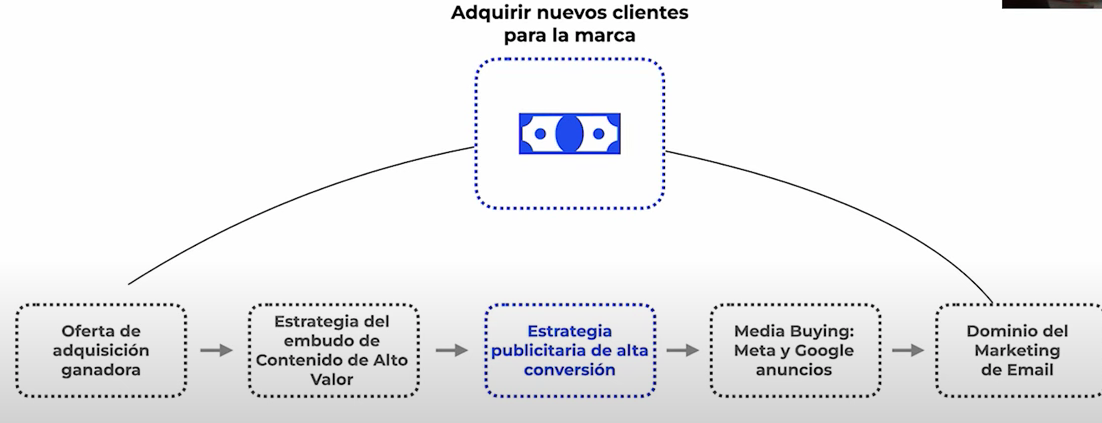 Adquirir nuevos clientes
para la marca
Oferta de
adquisición
ganadora
Estrategia del
embudo de
Contenido de Alto
Valor
Estrategia
publicitaria de alta
conversión
Media Buying:
Meta y Google
anuncios
Dominio del
Marketing
de Email